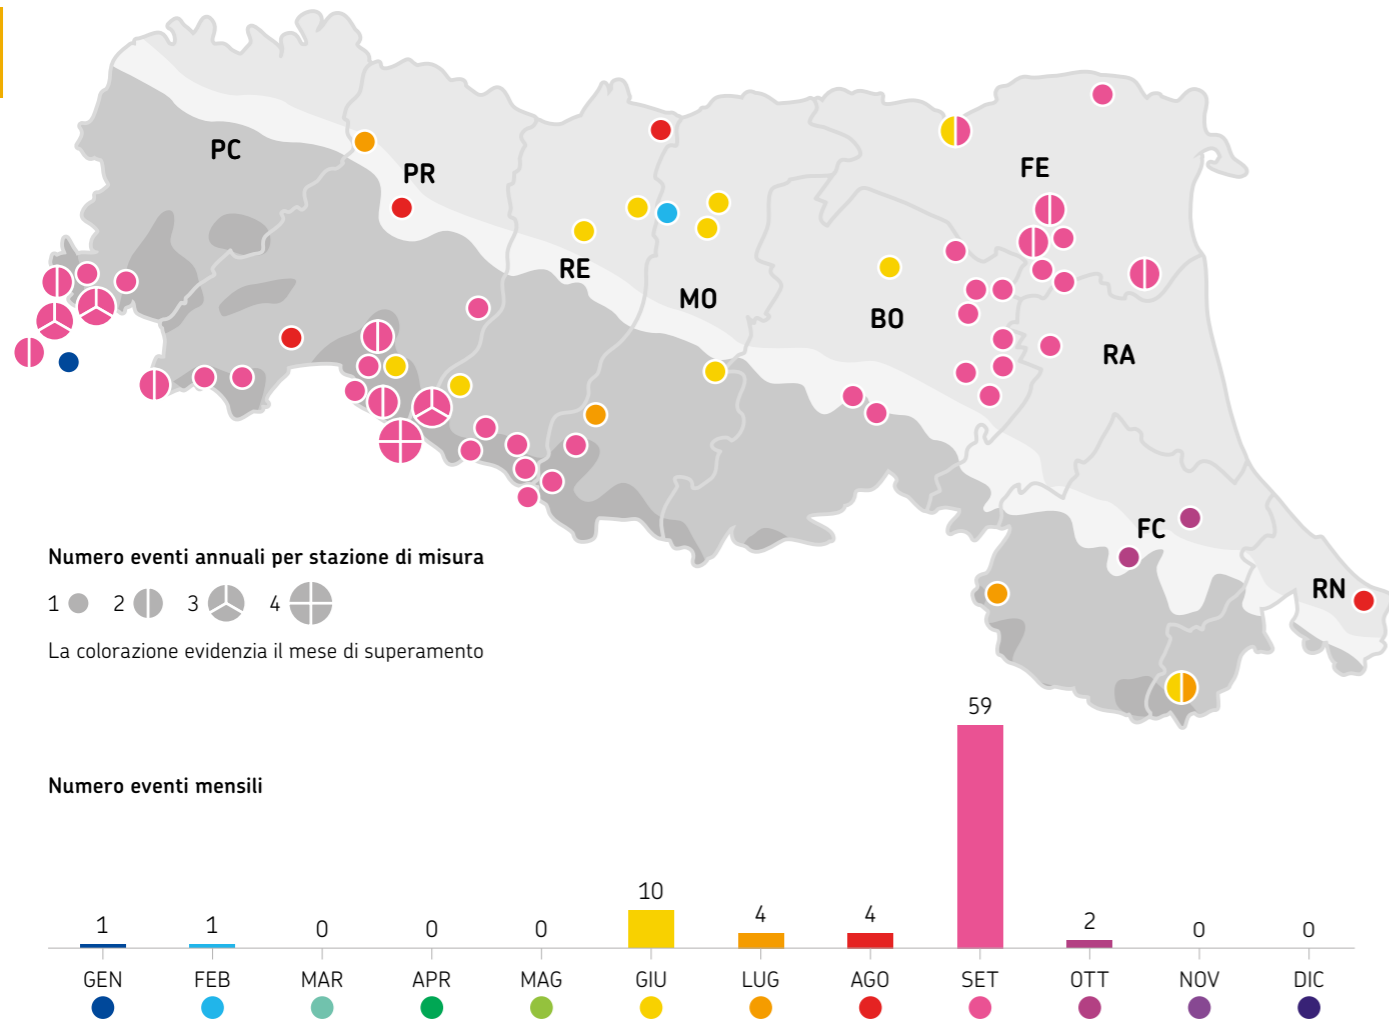 PC
PR
RE
MO
BO
FE
RA
FC
RN
Numero eventi annuali per stazione di misura
1 2 3 4
La colorazione evidenzia il mese di superamento
Numero eventi mensili
1 1 0 0 0 10 4 4 59 2 0 0
GEN FEB MAR APR MAG GIU LUG AGO SET OTT NOV DIC